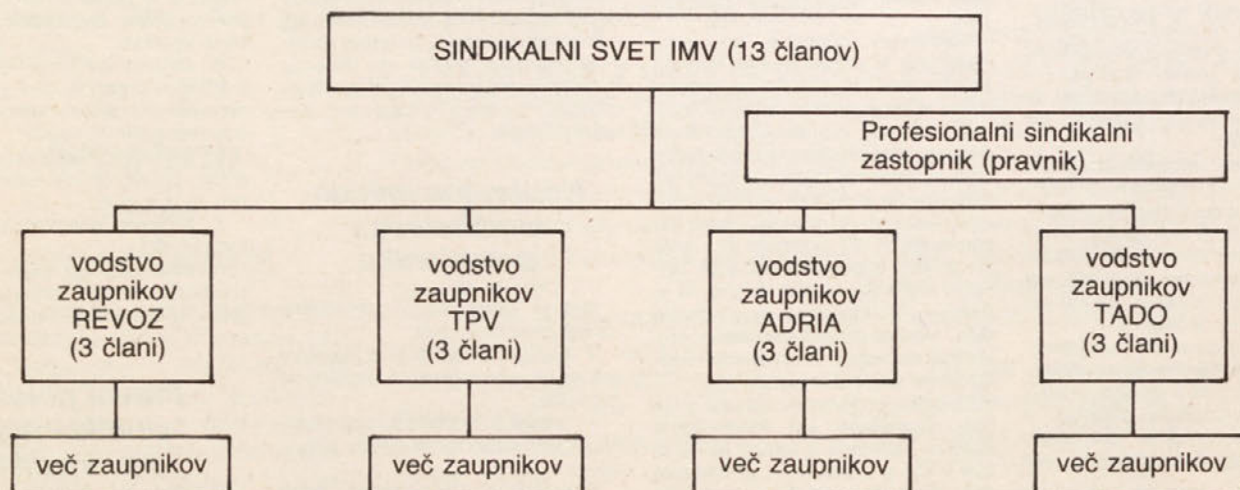 SINDIKALNI SVET IMV (13 članov)
Profesionalni sindikalni
zastopnik (pravnik)
vodstvo
zaupnikov
REVOZ
(3 člani)
vodstvo
zaupnikov
TPV
(3 člani)
vodstvo
zaupnikov
ADRIA
(3 člani)
vodstvo
zaupnikov
TADO
(3 člani)
več zaupnikov
več zaupnikov
več zaupnikov
več zaupnikov